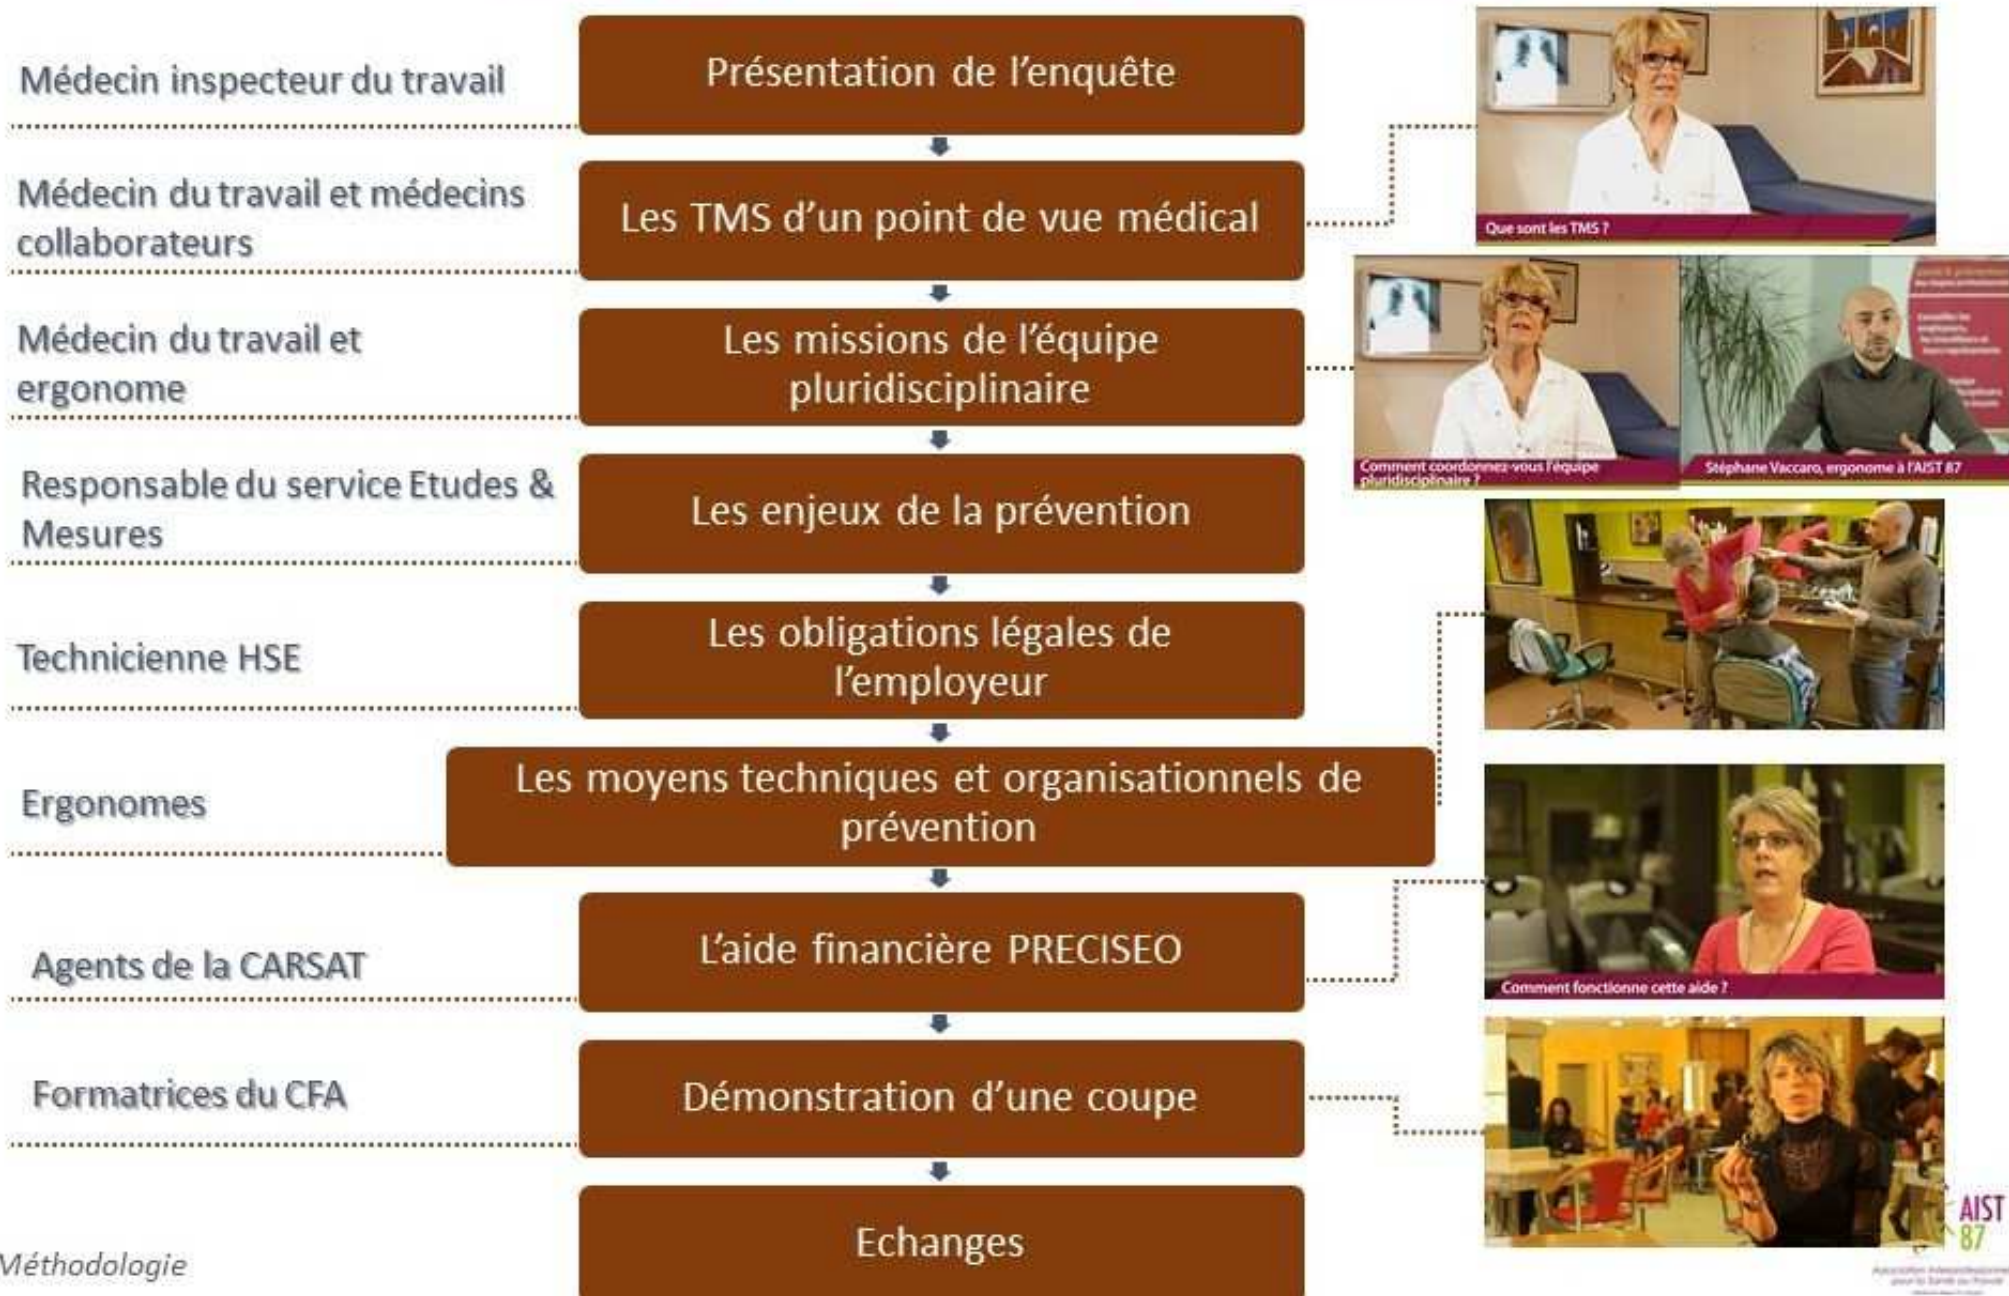 Médecin inspecteur du travail
Présentation de l'enquête
Médecin du travail et médecins
collaborateurs
Les TMS d'un point de vue médical
Que sont les TMS ?
Médecin du travail et
ergonome
Les missions de l'équipe
pluridisciplinaire
Comment coordonnez-vous l'équipe
pluridisciplinaire ?
Stéphane Vaccaro, ergonome à l'AIST 87
Responsable du service Etudes &
Mesures
Les enjeux de la prévention
Technicienne HSE
Les obligations légales de
l'employeur
Ergonomes
Les moyens techniques et organisationnels de
prévention
Agents de la CARSAT
L'aide financière PRECISEO
Comment fonctionne cette aide ?
Formatrices du CFA
Démonstration d'une coupe
Echanges
Méthodologie
AIST
87